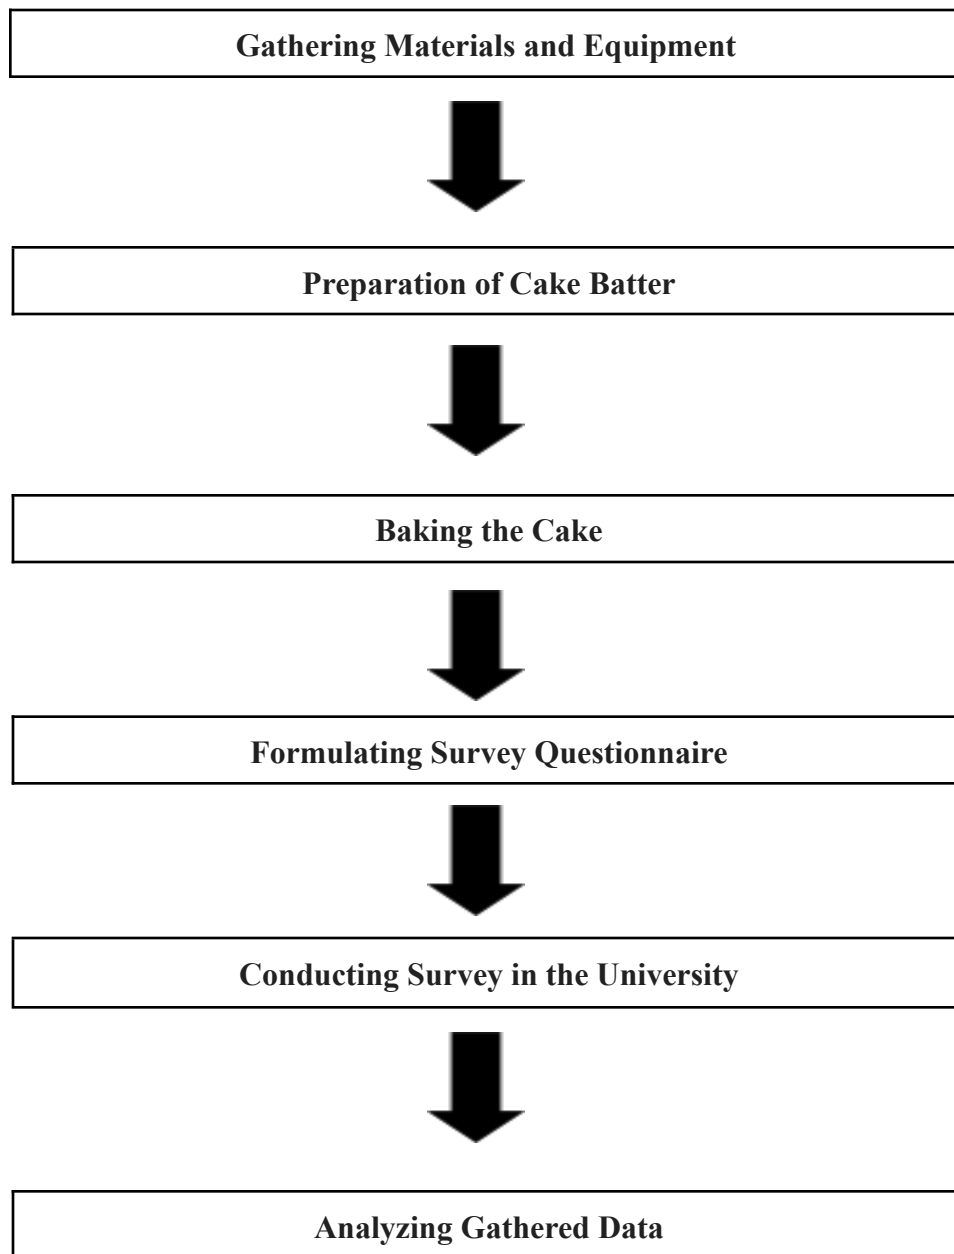 Gathering Materials and Equipment
Preparation of Cake Batter
Baking the Cake
Formulating Survey Questionnaire
Conducting Survey in the University
Analyzing Gathered Data